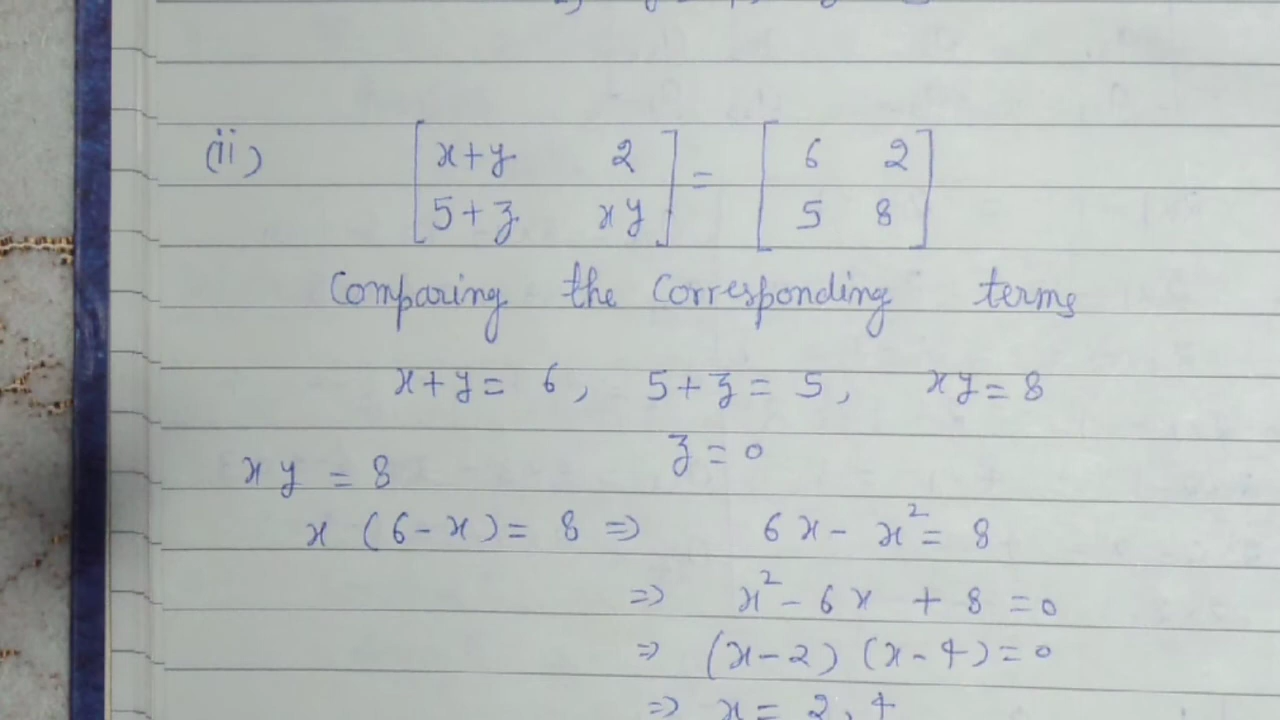 (ii) [x+y 2] = [6 2]
[5+z xy] [5 8]
Comparing the Corresponding terms
x+y = 6, 5+z = 5, xy = 8
z = 0
xy = 8
x (6-x) = 8 => 6x - x² = 8
=> x² - 6x + 8 = 0
=> (x-2) (x-4) = 0
=> x = 2, 4